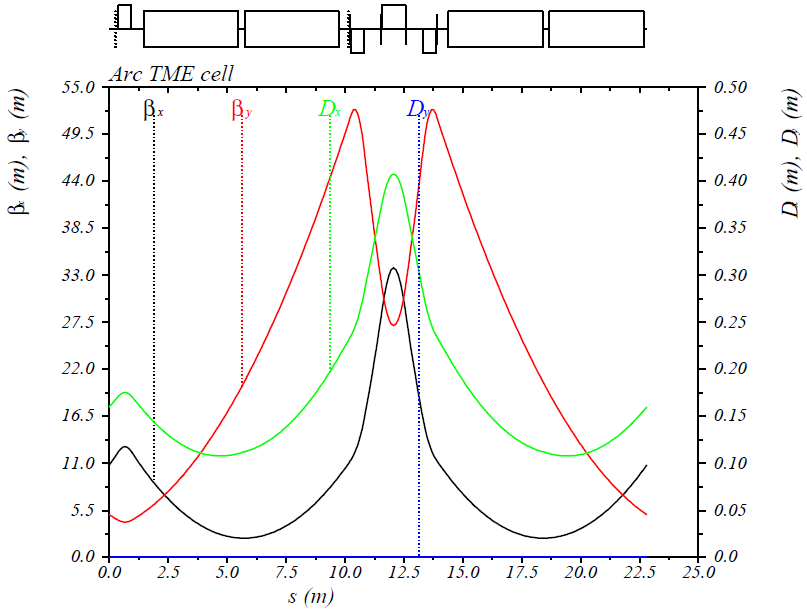 Arc TME cell
βx (m), βy (m)
Dx (m), Dy (m)
βx
βy
Dx
Dy
55.0
49.5
44.0
38.5
33.0
27.5
22.0
16.5
11.0
5.5
0.0
0.50
0.45
0.40
0.35
0.30
0.25
0.20
0.15
0.10
0.05
0.0
0.0 2.5 5.0 7.5 10.0 12.5 15.0 17.5 20.0 22.5 25.0
s (m)